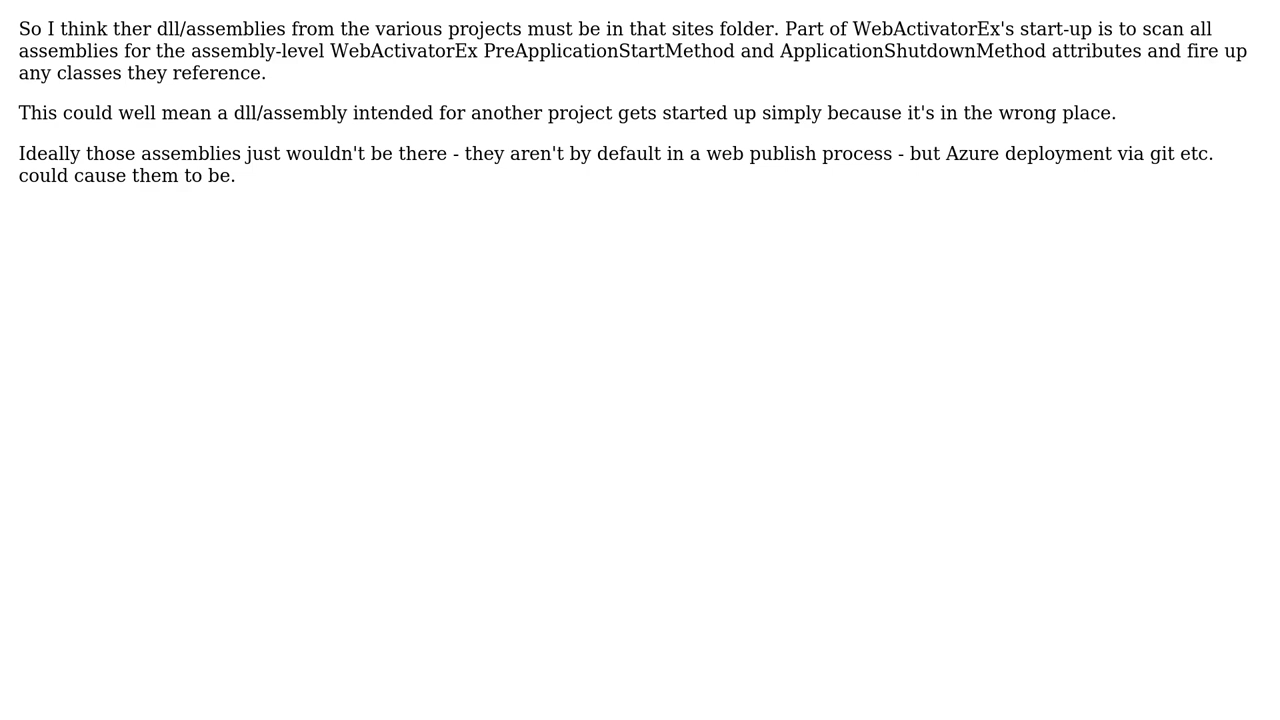 So I think ther dll/assemblies from the various projects must be in that sites folder. Part of WebActivatorEx's start-up is to scan all
assemblies for the assembly-level WebActivatorEx PreApplicationStartMethod and ApplicationShutdownMethod attributes and fire up
any classes they reference.
This could well mean a dll/assembly intended for another project gets started up simply because it's in the wrong place.
Ideally those assemblies just wouldn't be there - they aren't by default in a web publish process - but Azure deployment via git etc.
could cause them to be.